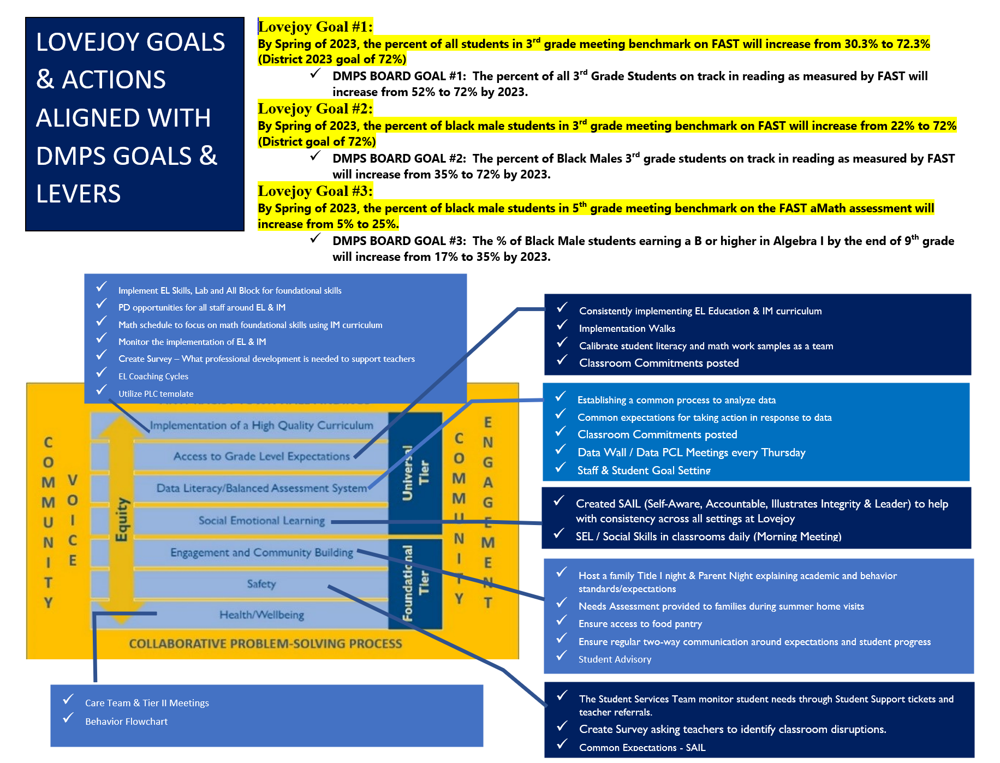 LOVEJOY GOALS
& ACTIONS
ALIGNED WITH
DMPS GOALS &
LEVERS
Lovejoy Goal #1:
By Spring of 2023, the percent of all students in 3rd grade meeting benchmark on FAST will increase from 30.3% to 72.3%
(District 2023 goal of 72%)
✓ DMPS BOARD GOAL #1: The percent of all 3rd Grade Students on track in reading as measured by FAST will
increase from 52% to 72% by 2023.
Lovejoy Goal #2:
By Spring of 2023, the percent of black male students in 3rd grade meeting benchmark on FAST will increase from 22% to 72%
(District goal of 72%)
✓ DMPS BOARD GOAL #2: The percent of Black Males 3rd grade students on track in reading as measured by FAST
will increase from 35% to 72% by 2023.
Lovejoy Goal #3:
By Spring of 2023, the percent of black male students in 5th grade meeting benchmark on the FAST aMath assessment will
increase from 5% to 25%.
✓ DMPS BOARD GOAL #3: The % of Black Male students earning a B or higher in Algebra I by the end of 9th grade
will increase from 17% to 35% by 2023.
✓ Implement EL Skills, Lab and All Block for foundational skills
✓ PD opportunities for all staff around EL & IM
✓ Math schedule to focus on math foundational skills using IM curriculum
✓ Monitor the implementation of EL & IM
✓ Create Survey – What professional development is needed to support teachers
✓ EL Coaching Cycles
✓ Utilize PLC template
✓ Consistently implementing EL Education & IM curriculum
✓ Implementation Walks
✓ Calibrate student literacy and math work samples as a team
✓ Classroom Commitments posted
✓ Establishing a common process to analyze data
✓ Common expectations for taking action in response to data
✓ Classroom Commitments posted
✓ Data Wall / Data PCL Meetings every Thursday
✓ Staff & Student Goal Setting
✓ Created SAIL (Self-Aware, Accountable, Illustrates Integrity & Leader) to help
with consistency across all settings at Lovejoy
✓ SEL / Social Skills in classrooms daily (Morning Meeting)
✓ Host a family Title I night & Parent Night explaining academic and behavior
standards/expectations
✓ Needs Assessment provided to families during summer home visits
✓ Ensure access to food pantry
✓ Ensure regular two-way communication around expectations and student progress
✓ Student Advisory
✓ The Student Services Team monitor student needs through Student Support tickets and
teacher referrals.
✓ Create Survey asking teachers to identify classroom disruptions.
✓ Common Expectations - SAIL
COMMUNITY
VOICE
Equity
Implementation of a High Quality Curriculum
Access to Grade Level Expectations
Data Literacy/Balanced Assessment System
Social Emotional Learning
Engagement and Community Building
Safety
Health/Wellbeing
Universal
Tier
Foundational
Tier
COMMUNITY
ENGAGEMENT
COLLABORATIVE PROBLEM-SOLVING PROCESS
✓ Care Team & Tier II Meetings
✓ Behavior Flowchart